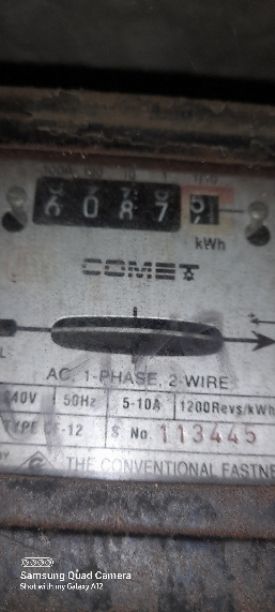 6087
kWh
COMET
AC, 1-PHASE, 2-WIRE
240V 50Hz 5-10A 1200Revs/kWh
TYPE S. No. 113445
THE CONVENTIONAL FASTNE
Samsung Quad Camera
Shot with my Galaxy A12